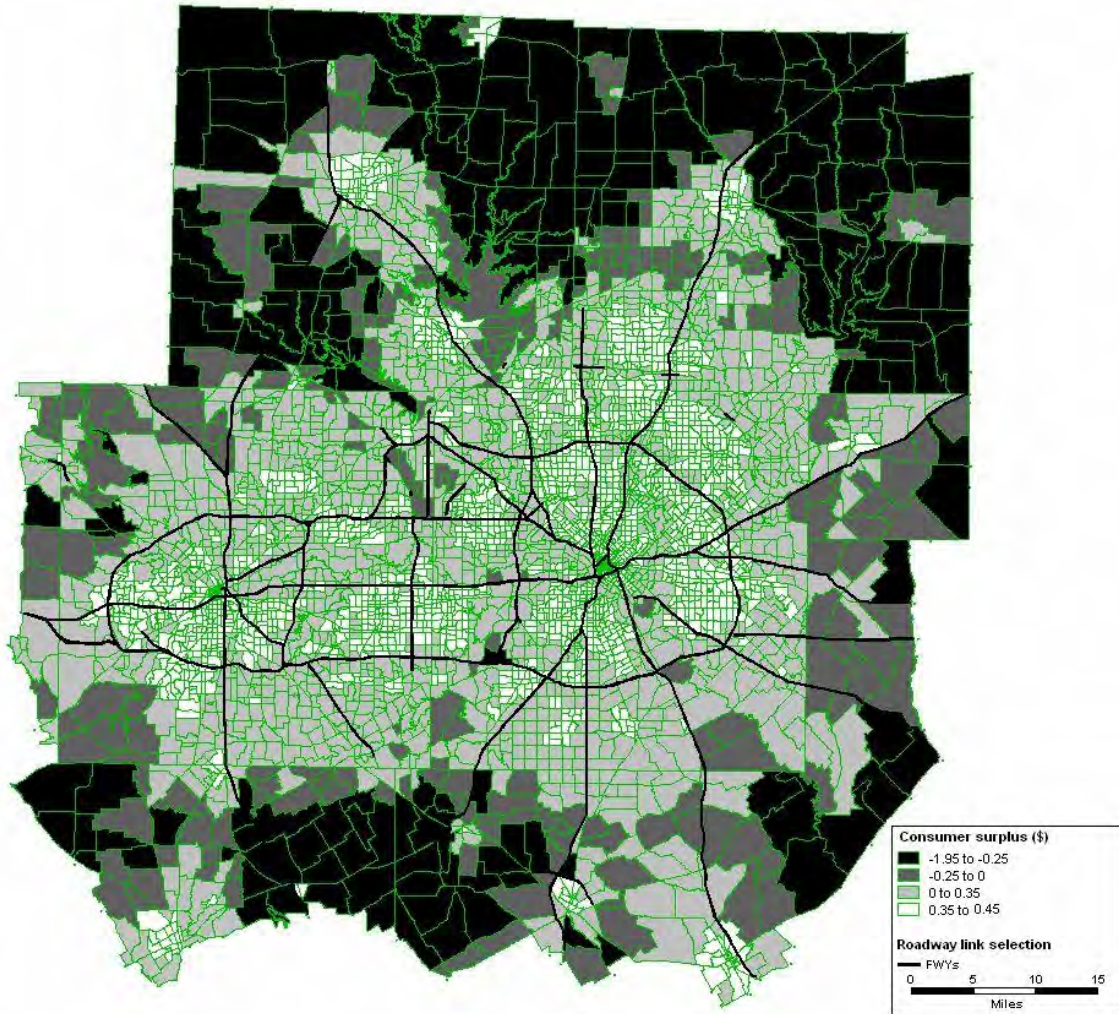 Consumer surplus ($)
-1.95 to -0.25
-0.25 to 0
0 to 0.35
0.35 to 0.45
Roadway link selection
FWYs
0 5 10 15
Miles